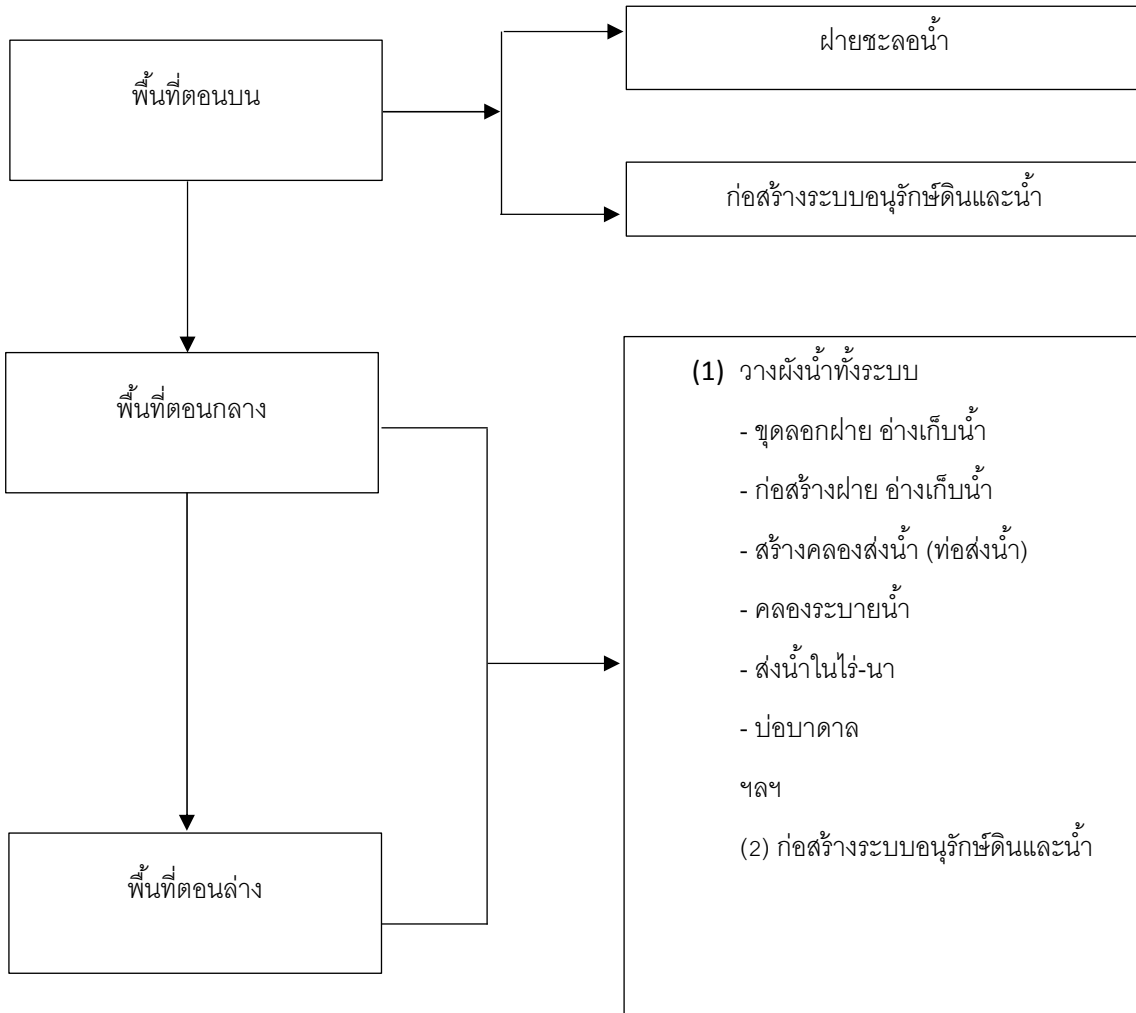 ฝายชะลอน้ำ
พื้นที่ตอนบน
ก่อสร้างระบบอนุรักษ์ดินและน้ำ
พื้นที่ตอนกลาง
(1) วางผังน้ำทั้งระบบ
- ขุดลอกฝาย อ่างเก็บน้ำ
- ก่อสร้างฝาย อ่างเก็บน้ำ
- สร้างคลองส่งน้ำ (ท่อส่งน้ำ)
- คลองระบายน้ำ
- ส่งน้ำในไร่-นา
- บ่อบาดาล
ฯลฯ
(2) ก่อสร้างระบบอนุรักษ์ดินและน้ำ
พื้นที่ตอนล่าง